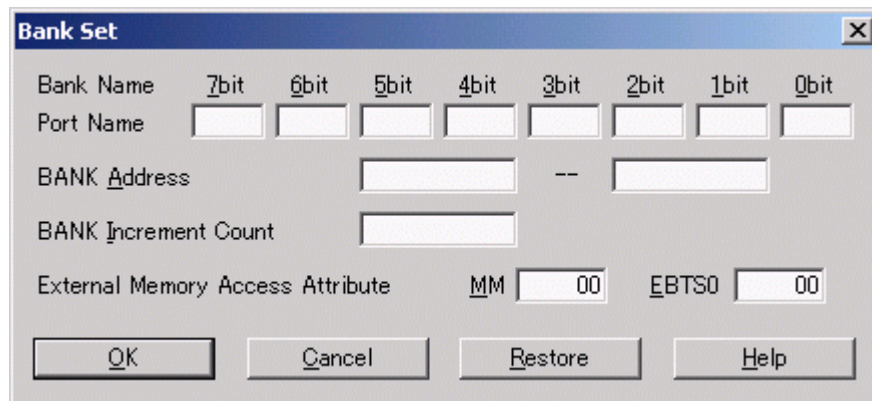 Bank Set
Bank Name 7bit 6bit 5bit 4bit 3bit 2bit 1bit 0bit
Port Name
BANK Address --
BANK Increment Count
External Memory Access Attribute MM 00 EBTS0 00
OK Cancel Restore Help